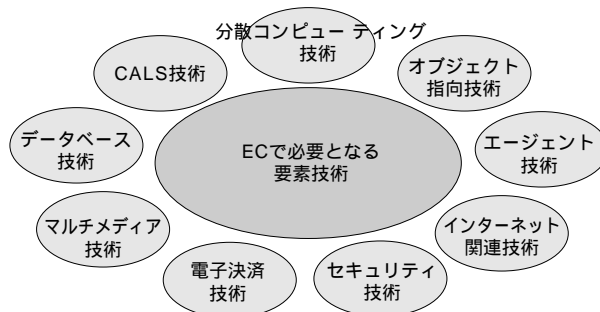 分散コンピューティング
技術
CALS技術
オブジェクト
指向技術
データベース
技術
ECで必要となる
要素技術
エージェント
技術
マルチメディア
技術
インターネット
関連技術
電子決済
技術
セキュリティ
技術